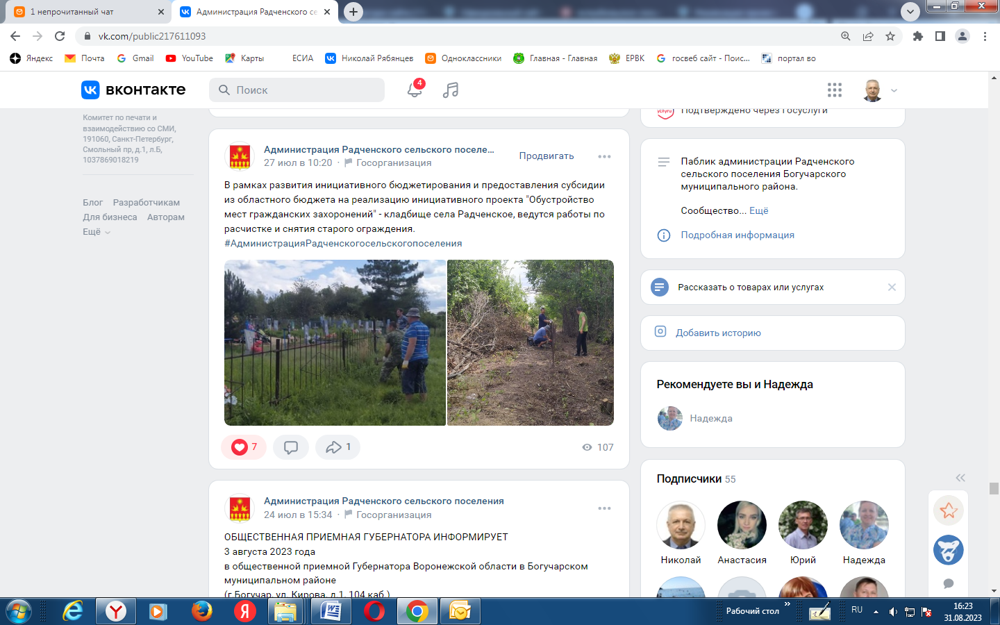 1 непрочитанный чат
Администрация Радченского се
vk.com/public217611093
Яндекс
Почта
Gmail
YouTube
Карты
ЕСИА
Николай Рябянцев
Одноклассники
Главная - Главная
ЕРВК
госвеб сайт - Поис...
портал во
вконтакте
Поиск
4
Комитет по печати и
взаимодействию со СМИ,
191060, Санкт-Петербург,
Смольный пр, д.1, л.Б,
1037869018219
Блог Разработчикам
Для бизнеса Авторам
Ещё
Администрация Радченского сельского поселе...
27 июл в 10:20 · Госорганизация
Продвигать
В рамках развития инициативного бюджетирования и предоставления субсидии
из областного бюджета на реализацию инициативного проекта "Обустройство
мест гражданских захоронений" - кладбище села Радченское, ведутся работы по
расчистке и снятия старого ограждения.
#АдминистрацияРадченскогосельскогопоселения
7
1
107
Администрация Радченского сельского поселения
24 июл в 15:34 · Госорганизация
ОБЩЕСТВЕННАЯ ПРИЕМНАЯ ГУБЕРНАТОРА ИНФОРМИРУЕТ
3 августа 2023 года
в общественной приемной Губернатора Воронежской области в Богучарском
муниципальном районе
(г.Богучар, ул. Кирова, д.1, 104 каб.)
услуги
Подтверждено через Госуслуги
Паблик администрации Радченского
сельского поселения Богучарского
муниципального района.
Сообщество... Ещё
Подробная информация
Рассказать о товарах или услугах
Добавить историю
Рекомендуете вы и Надежда
Надежда
Подписчики 55
Николай
Анастасия
Юрий
Надежда
Рабочий стол
RU
16:23
31.08.2023